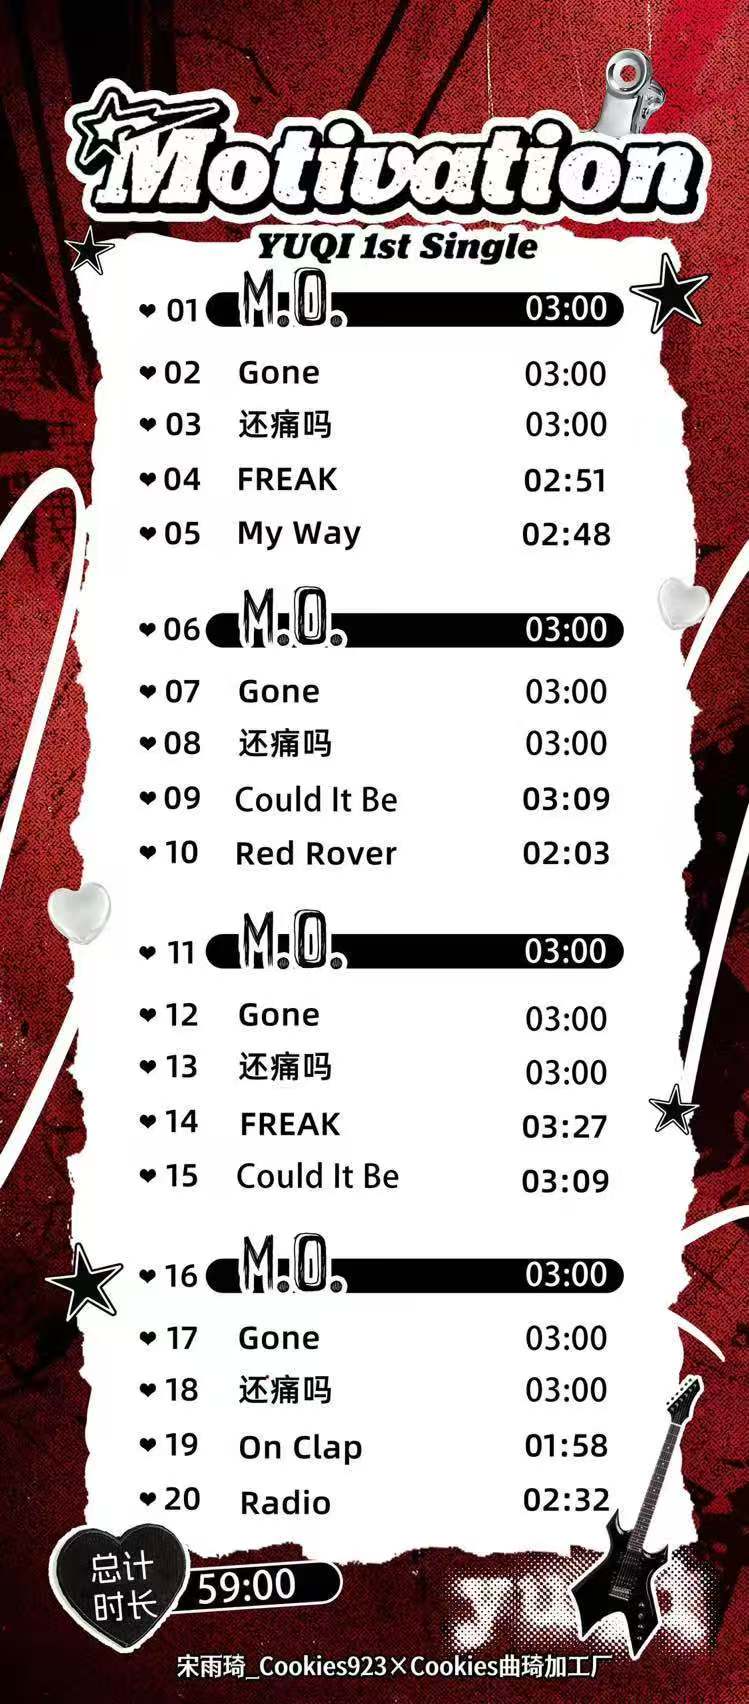 Motivation
YUQI 1st Single
01 M.O. 03:00
02 Gone 03:00
03 还痛吗 03:00
04 FREAK 02:51
05 My Way 02:48
06 M.O. 03:00
07 Gone 03:00
08 还痛吗 03:00
09 Could It Be 03:09
10 Red Rover 02:03
11 M.O. 03:00
12 Gone 03:00
13 还痛吗 03:00
14 FREAK 03:27
15 Could It Be 03:09
16 M.O. 03:00
17 Gone 03:00
18 还痛吗 03:00
19 On Clap 01:58
20 Radio 02:32
总计
时长 59:00
yuqi
宋雨琦_Cookies923×Cookies曲琦加工厂